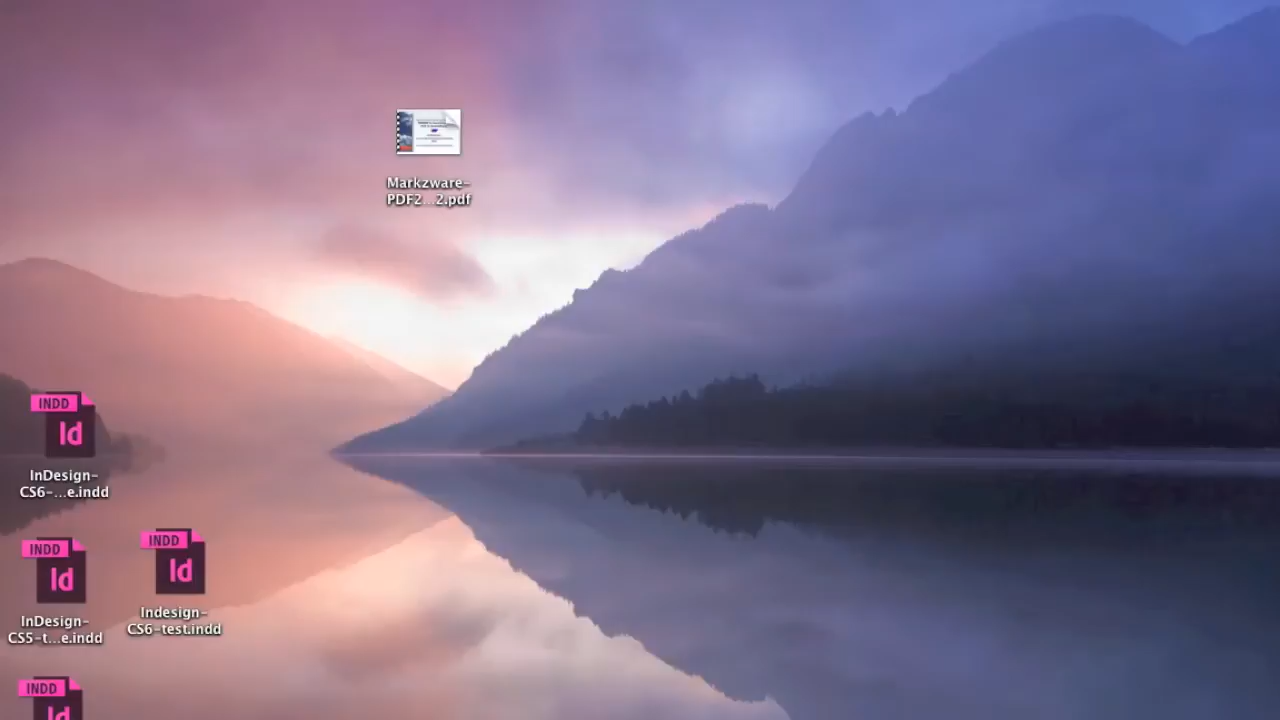 Markzware-
PDF2...2.pdf
INDD
Id
InDesign-
CS6-...e.indd
INDD
Id
InDesign-
CS5-t...e.indd
INDD
Id
Indesign-
CS6-test.indd
INDD
Id